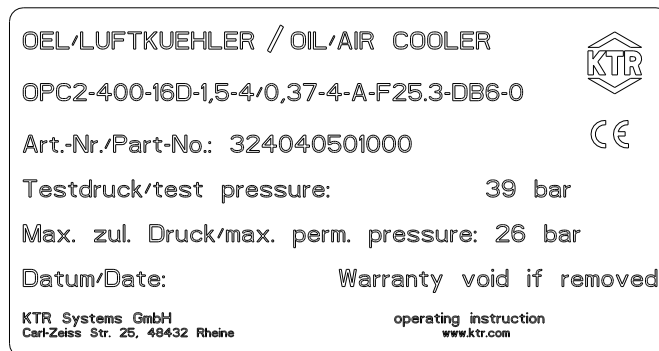 OEL/LUFTKUEHLER / OIL/AIR COOLER
KTR
OPC2-400-16D-1,5-4/0,37-4-A-F25.3-DB6-0
CE
Art.-Nr./Part-No.: 324040501000
Testdruck/test pressure: 39 bar
Max. zul. Druck/max. perm. pressure: 26 bar
Datum/Date: Warranty void if removed
KTR Systems GmbH operating instruction
Carl-Zeiss Str. 25, 48432 Rheine www.ktr.com